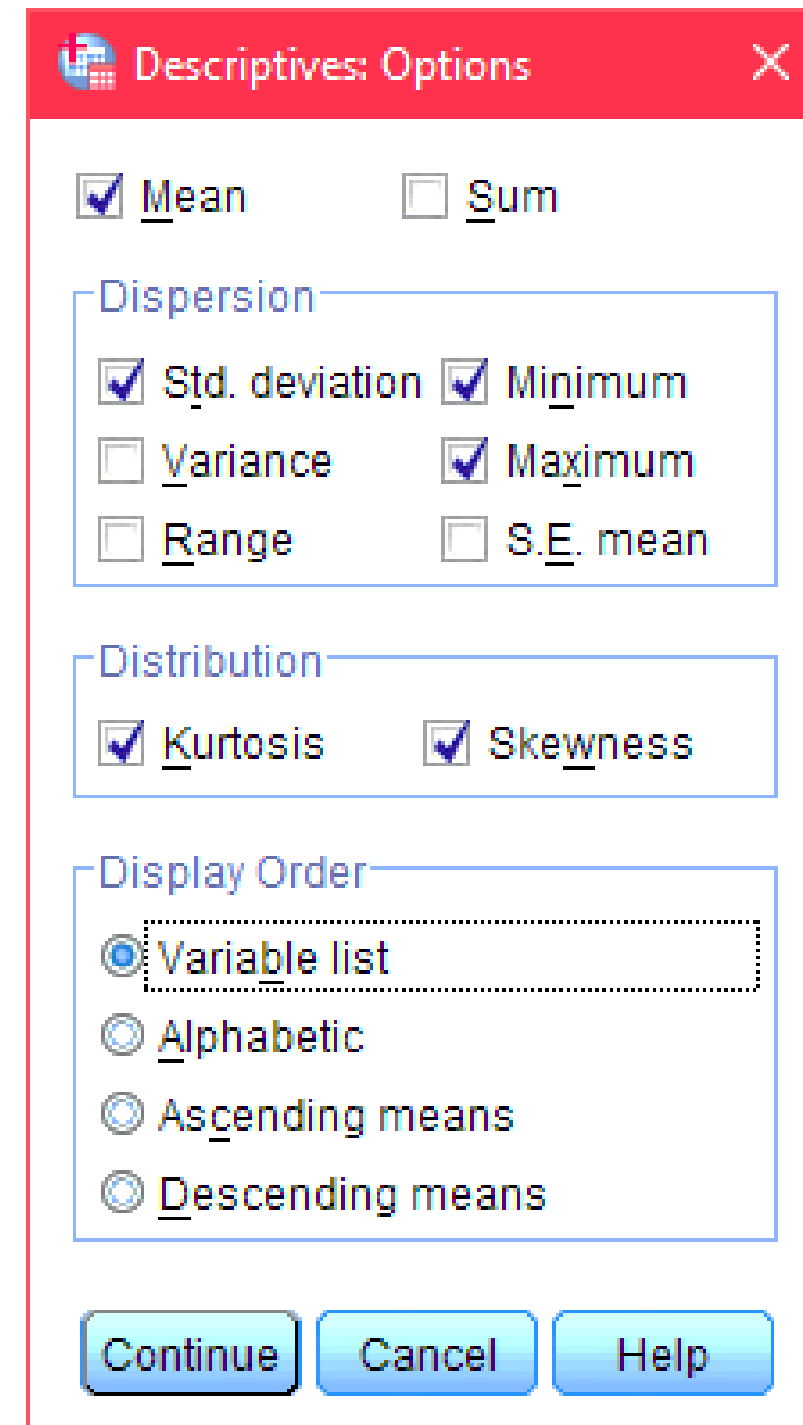 Descriptives: Options
Mean Sum
Dispersion
Std. deviation Minimum
Variance Maximum
Range S.E. mean
Distribution
Kurtosis Skewness
Display Order
Variable list
Alphabetic
Ascending means
Descending means
Continue Cancel Help